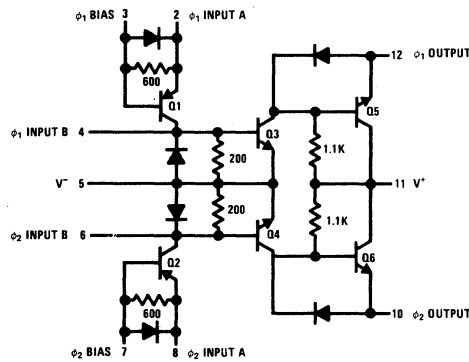 ϕ1 BIAS 3 2 ϕ1 INPUT A
600
Q1
12 ϕ1 OUTPUT
Q5
ϕ1 INPUT B 4
Q3
200
1.1K
V− 5
11 V+
200
1.1K
ϕ2 INPUT B 6
Q4
Q2
Q6
600
10 ϕ2 OUTPUT
ϕ2 BIAS 7 8 ϕ2 INPUT A